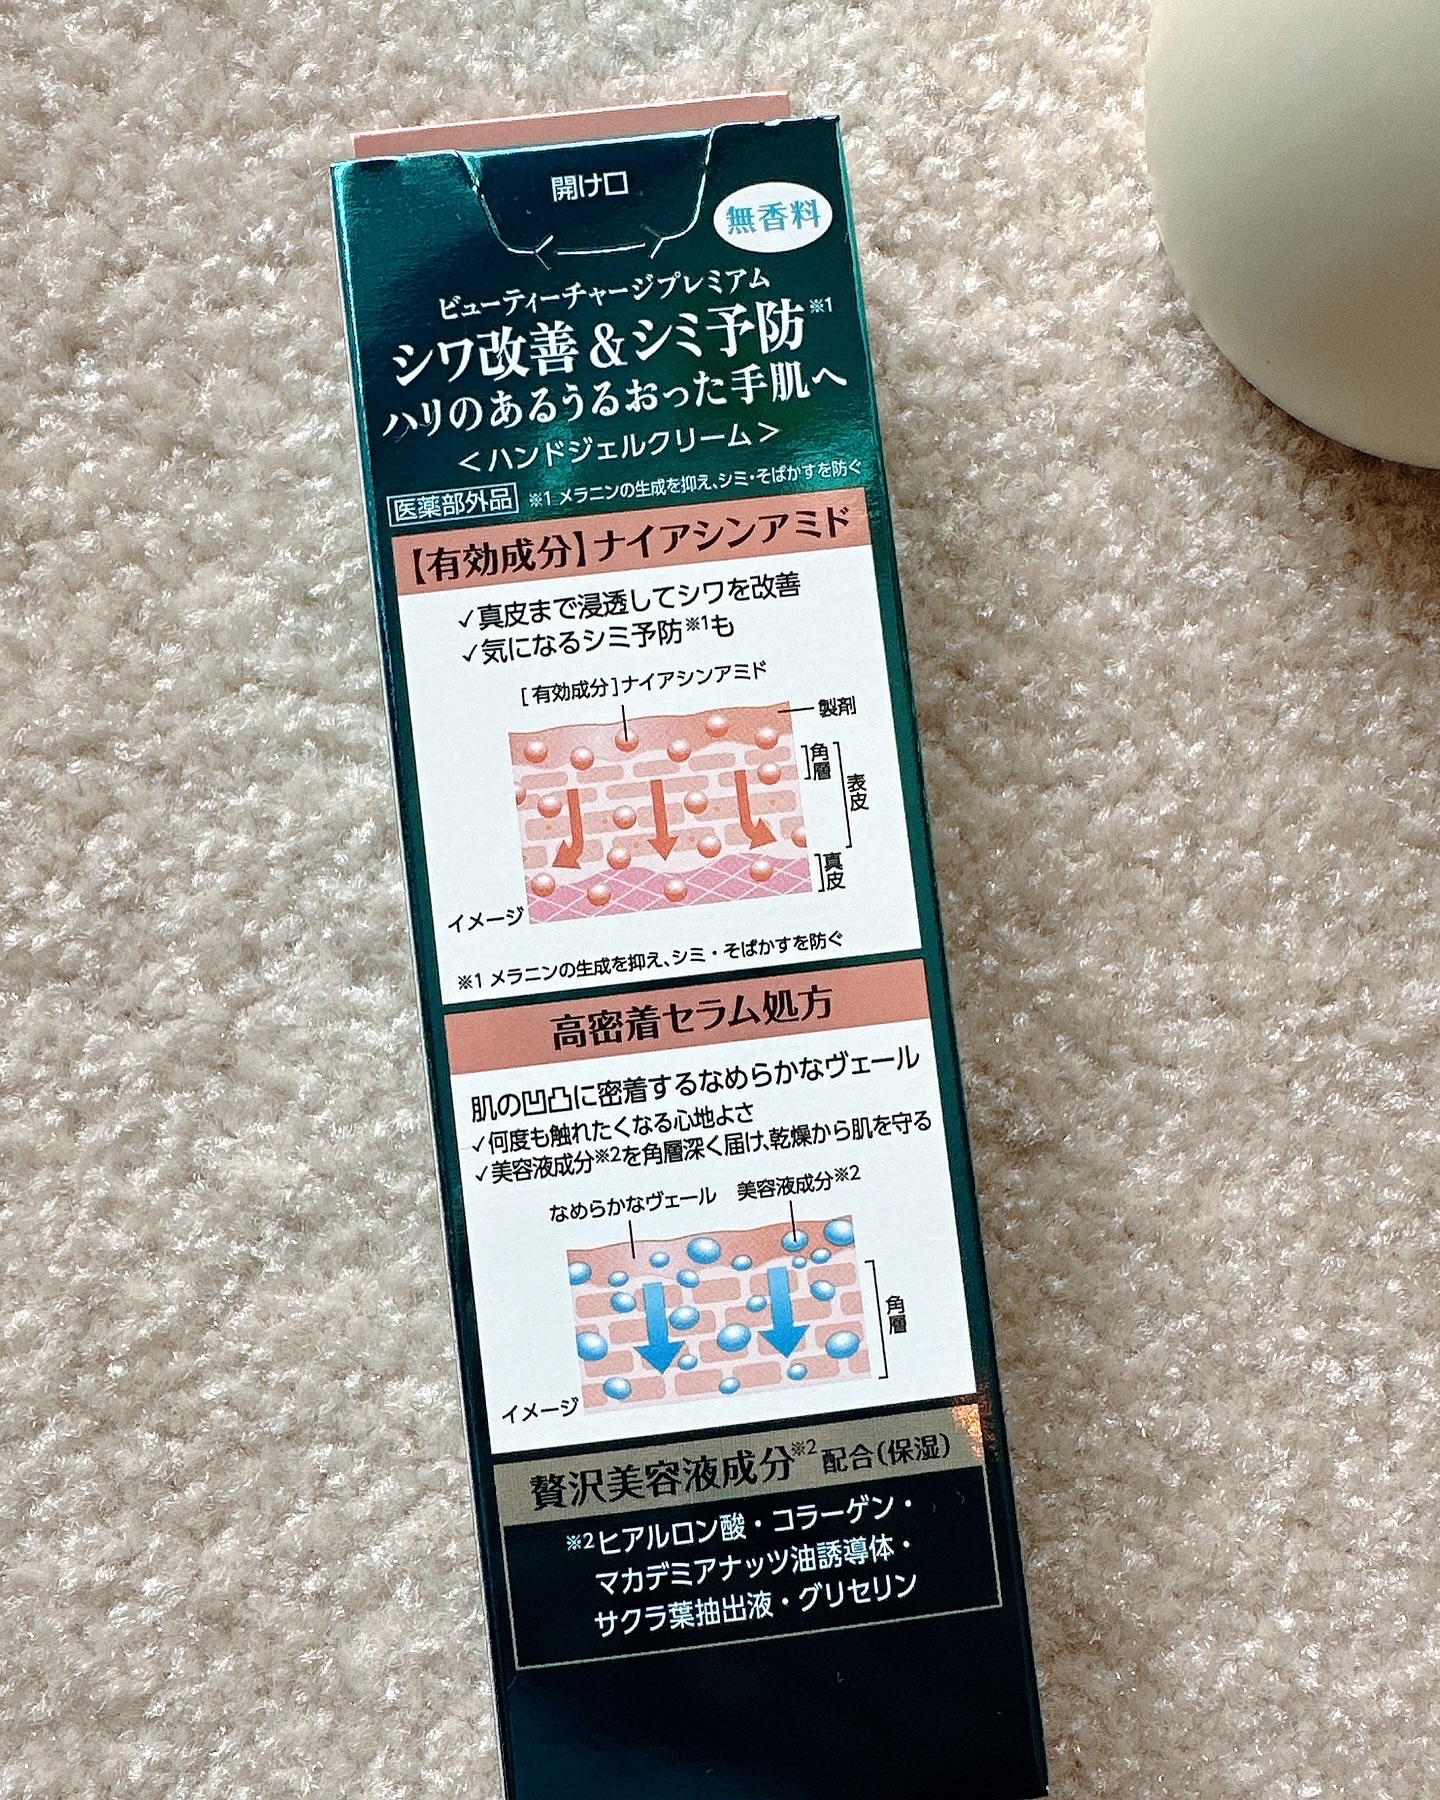 開け口
無香料
ビューティーチャージプレミアム
シワ改善&シミ予防※1
ハリのあるうるおった手肌へ
<ハンドジェルクリーム>
医薬部外品 ※1 メラニンの生成を抑え、シミ・そばかすを防ぐ
【有効成分】ナイアシンアミド
✓真皮まで浸透してシワを改善
✓気になるシミ予防※1も
[有効成分]ナイアシンアミド
製剤
角層
表皮
真皮
イメージ
※1 メラニンの生成を抑え、シミ・そばかすを防ぐ
高密着セラム処方
肌の凹凸に密着するなめらかなヴェール
✓何度も触れたくなる心地よさ
✓美容液成分※2を角層深く届け、乾燥から肌を守る
なめらかなヴェール 美容液成分※2
角層
イメージ
贅沢美容液成分※2配合(保湿)
※2ヒアルロン酸・コラーゲン・
マカデミアナッツ油誘導体・
サクラ葉抽出液・グリセリン